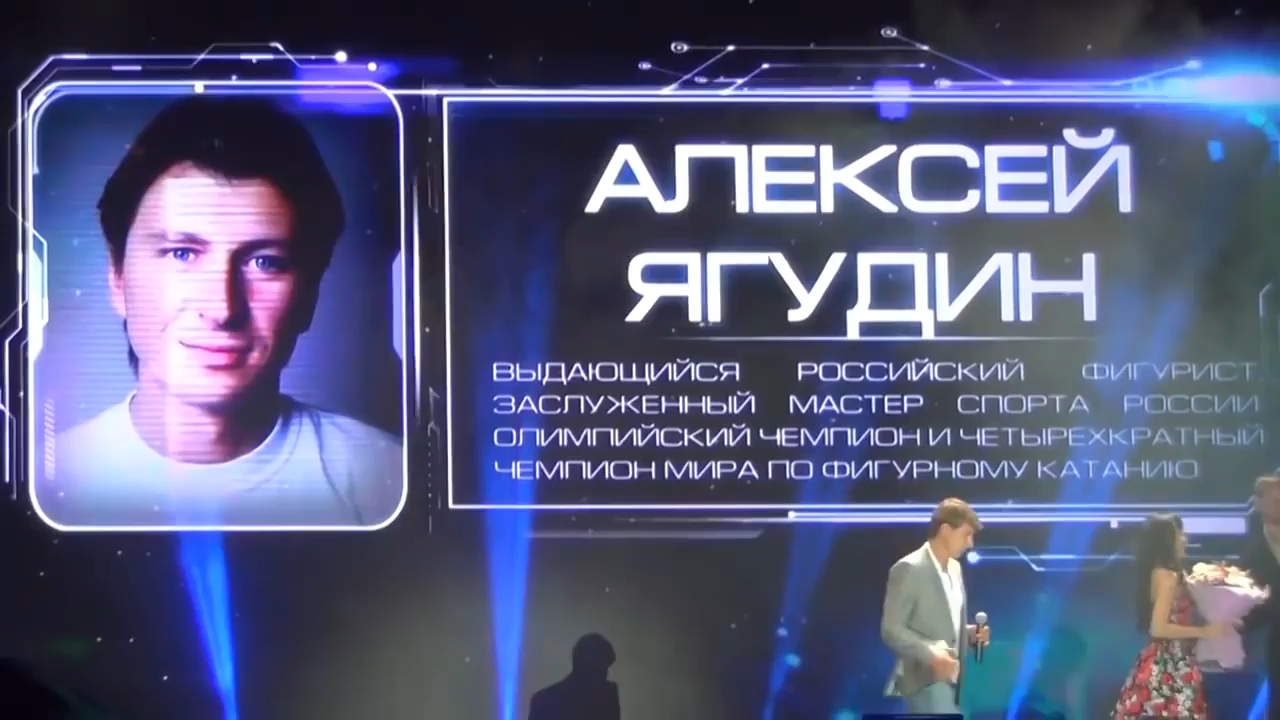 АЛЕКСЕЙ
ЯГУДИН
ВЫДАЮЩИЙСЯ РОССИЙСКИЙ ФИГУРИСТ
ЗАСЛУЖЕННЫЙ МАСТЕР СПОРТА РОССИИ
ОЛИМПИЙСКИЙ ЧЕМПИОН И ЧЕТЫРЕХКРАТНЫЙ
ЧЕМПИОН МИРА ПО ФИГУРНОМУ КАТАНИЮ